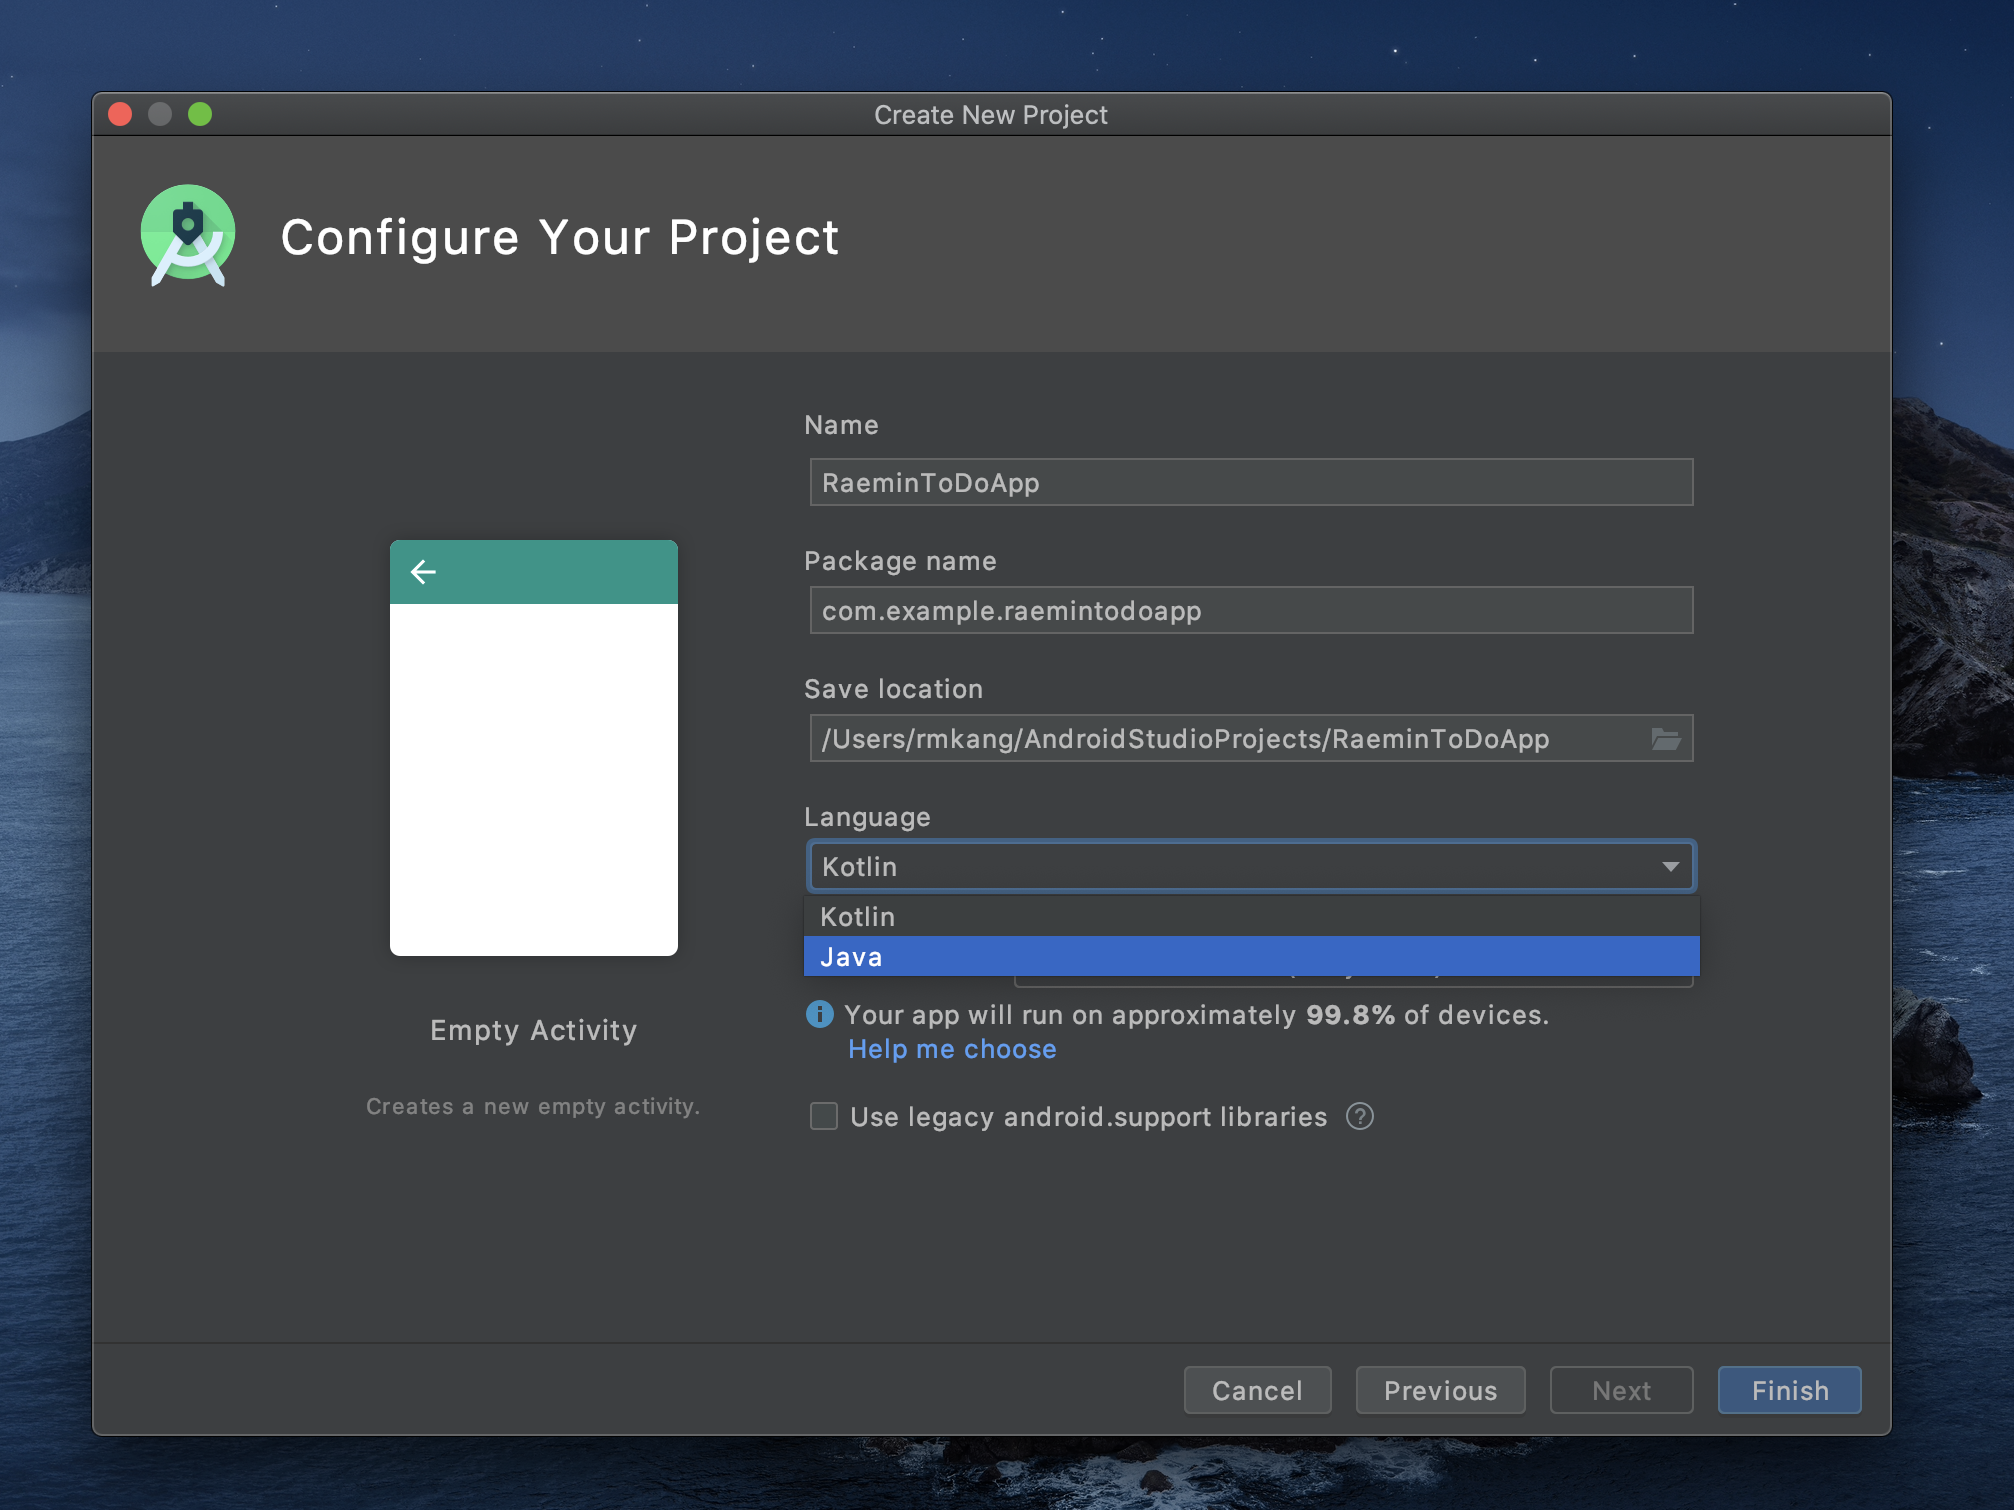 Create New Project
Configure Your Project
Name
RaeminToDoApp
Package name
com.example.raemintodoapp
Save location
/Users/rmkang/AndroidStudioProjects/RaeminToDoApp
Language
Kotlin
Kotlin
Java
Your app will run on approximately 99.8% of devices.
Help me choose
Use legacy android.support libraries ?
Empty Activity
Creates a new empty activity.
Cancel
Previous
Next
Finish